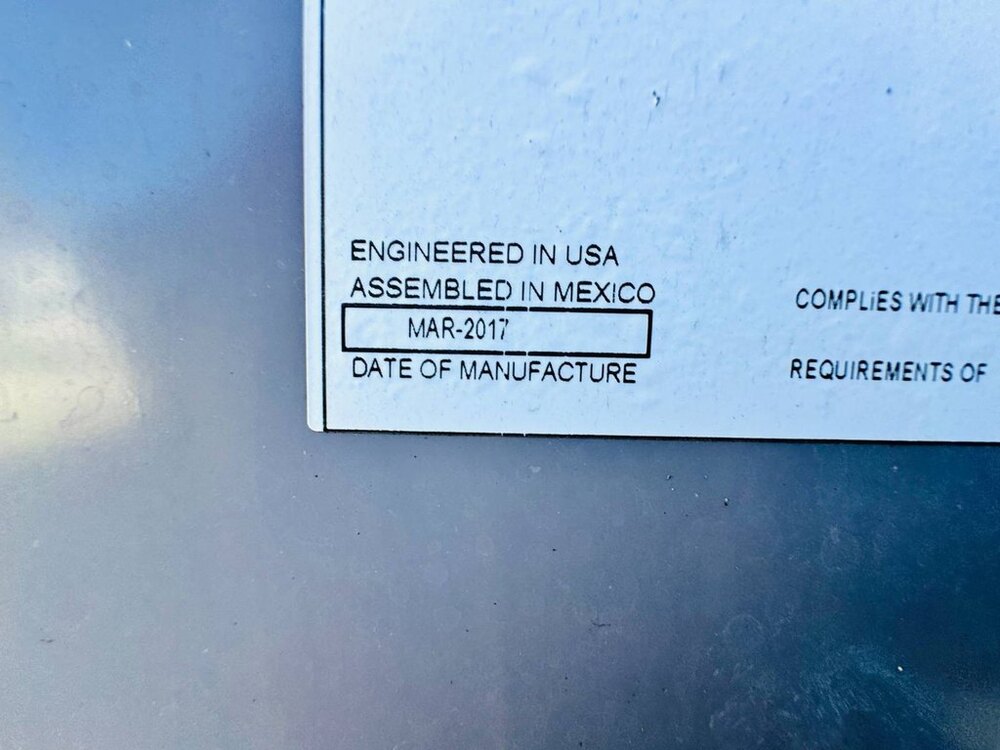 ENGINEERED IN USA
ASSEMBLED IN MEXICO
MAR-2017
DATE OF MANUFACTURE
COMPLiES WITH THE
REQUIREMENTS OF